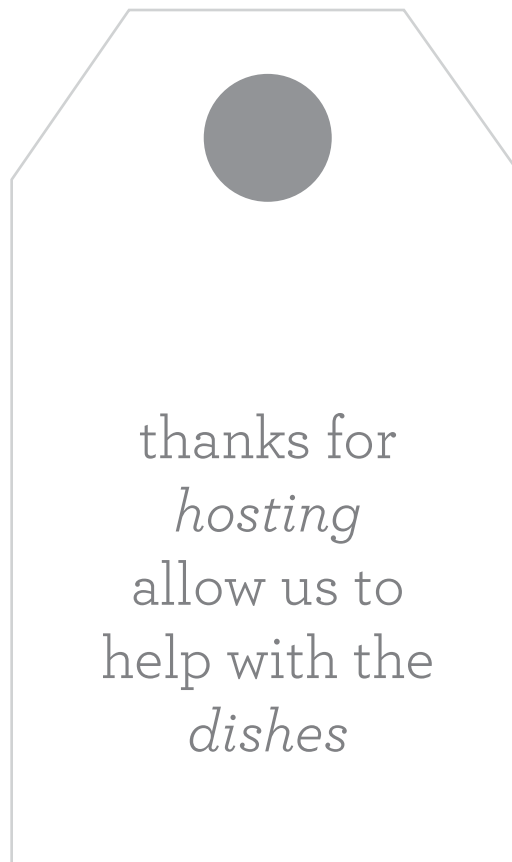 thanks for
hosting
allow us to
help with the
dishes